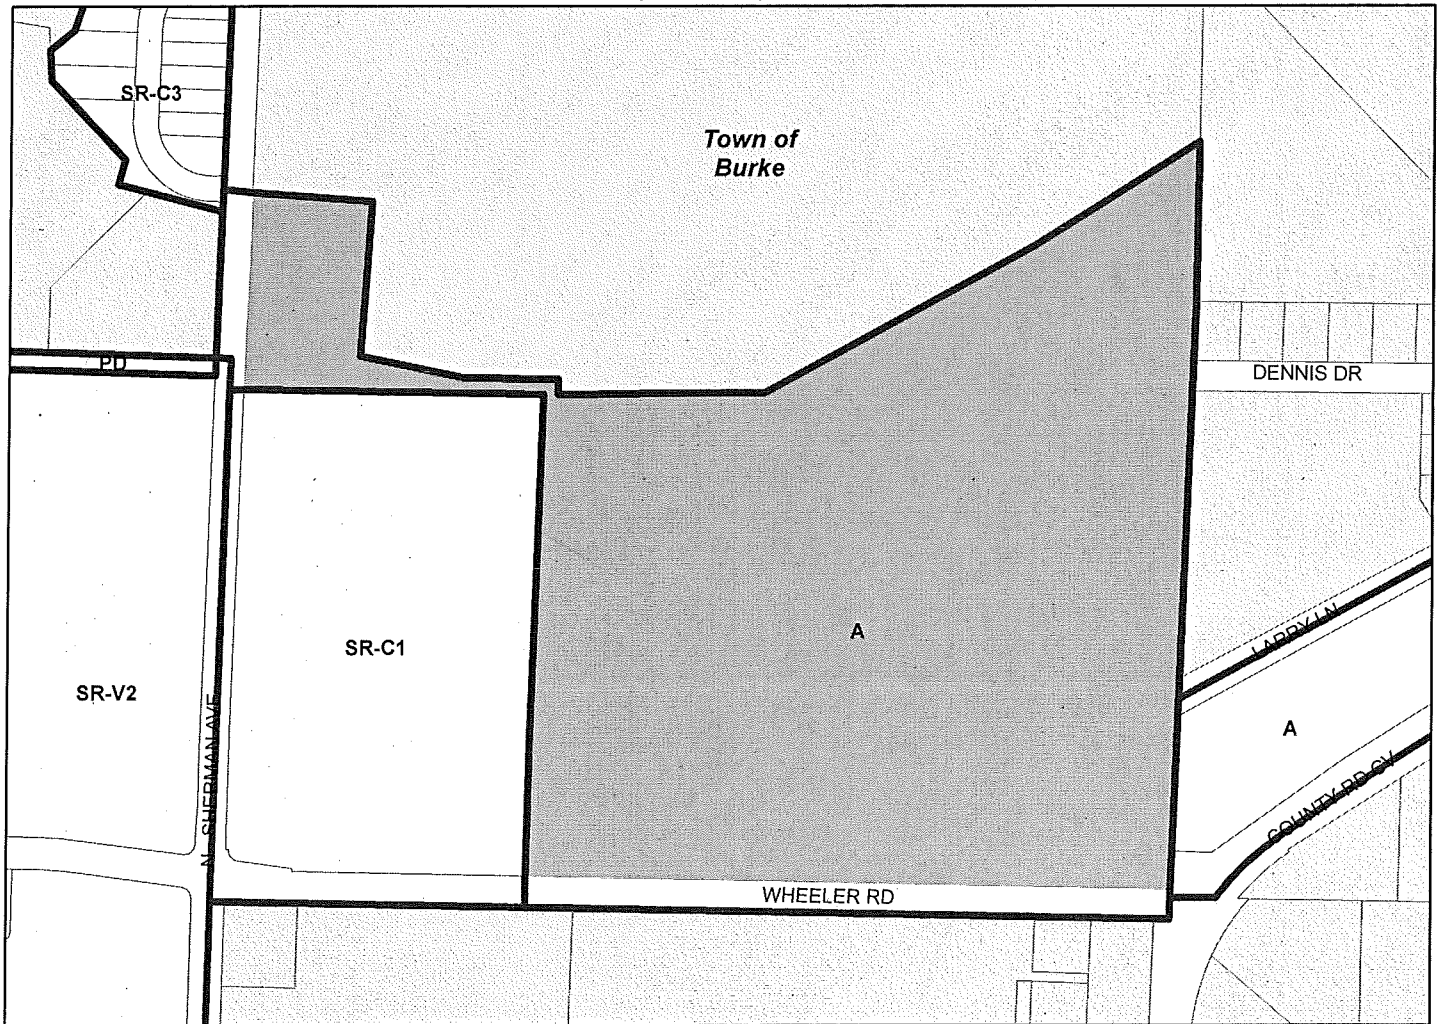 SR-C3
Town of
Burke
PD
DENNIS DR
LARRY LN
A
SR-C1
SR-V2
A
N SHERMAN AVE
COUNTY RD CV
WHEELER RD